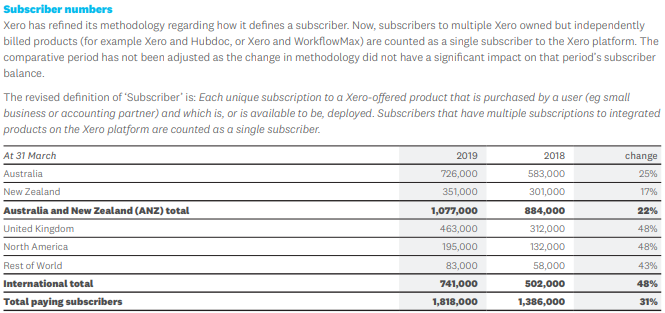 Subscriber numbers
Xero has refined its methodology regarding how it defines a subscriber. Now, subscribers to multiple Xero owned but independently
billed products (for example Xero and Hubdoc, or Xero and WorkflowMax) are counted as a single subscriber to the Xero platform. The
comparative period has not been adjusted as the change in methodology did not have a significant impact on that period's subscriber
balance.
The revised definition of 'Subscriber' is: Each unique subscription to a Xero-offered product that is purchased by a user (eg small
business or accounting partner) and which is, or is available to be, deployed. Subscribers that have multiple subscriptions to integrated
products on the Xero platform are counted as a single subscriber.
At 31 March 2019 2018 change
Australia 726,000 583,000 25%
New Zealand 351,000 301,000 17%
Australia and New Zealand (ANZ) total 1,077,000 884,000 22%
United Kingdom 463,000 312,000 48%
North America 195,000 132,000 48%
Rest of World 83,000 58,000 43%
International total 741,000 502,000 48%
Total paying subscribers 1,818,000 1,386,000 31%